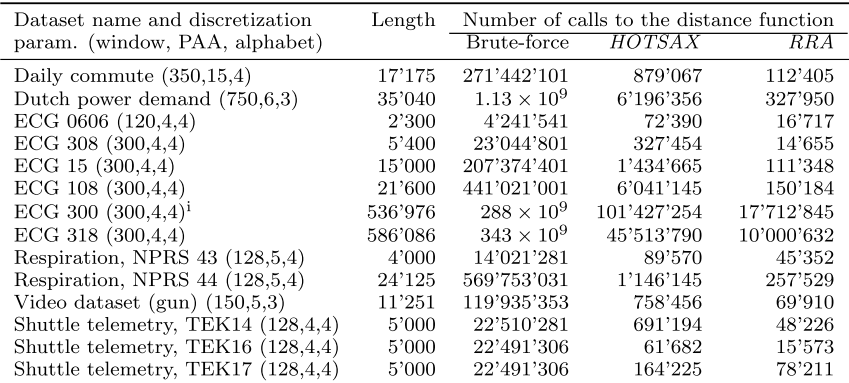 Dataset name and discretization Length Number of calls to the distance function
param. (window, PAA, alphabet) Brute-force HOTSAX RRA
Daily commute (350,15,4) 17’175 271’442’101 879’067 112’405
Dutch power demand (750,6,3) 35’040 1.13 × 10⁹ 6’196’356 327’950
ECG 0606 (120,4,4) 2’300 4’241’541 72’390 16’717
ECG 308 (300,4,4) 5’400 23’044’801 327’454 14’655
ECG 15 (300,4,4) 15’000 207’374’401 1’434’665 111’348
ECG 108 (300,4,4) 21’600 441’021’001 6’041’145 150’184
ECG 300 (300,4,4)ⁱ 536’976 288 × 10⁹ 101’427’254 17’712’845
ECG 318 (300,4,4) 586’086 343 × 10⁹ 45’513’790 10’000’632
Respiration, NPRS 43 (128,5,4) 4’000 14’021’281 89’570 45’352
Respiration, NPRS 44 (128,5,4) 24’125 569’753’031 1’146’145 257’529
Video dataset (gun) (150,5,3) 11’251 119’935’353 758’456 69’910
Shuttle telemetry, TEK14 (128,4,4) 5’000 22’510’281 691’194 48’226
Shuttle telemetry, TEK16 (128,4,4) 5’000 22’491’306 61’682 15’573
Shuttle telemetry, TEK17 (128,4,4) 5’000 22’491’306 164’225 78’211